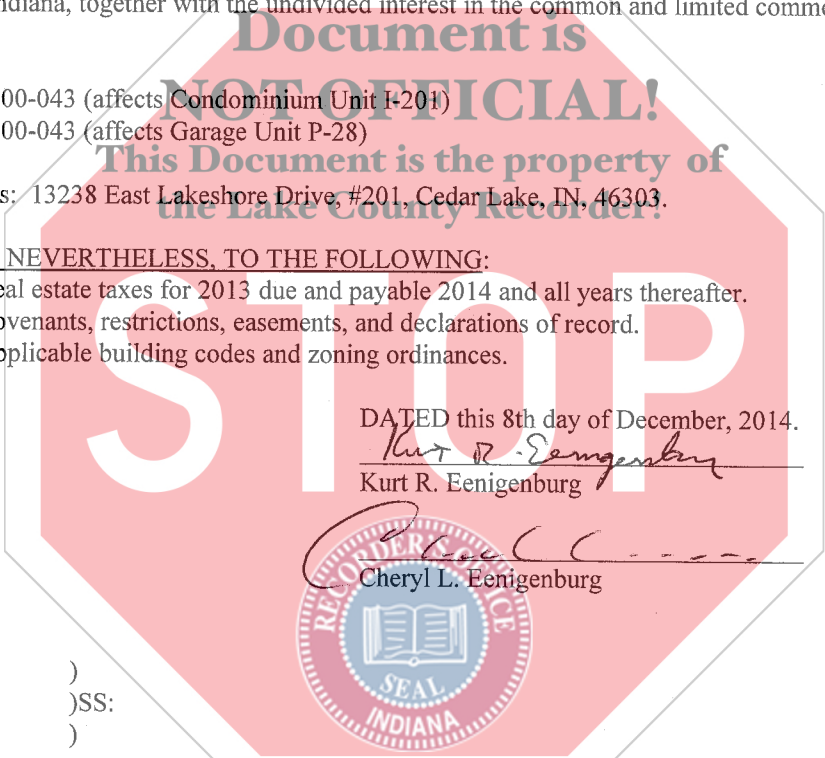 ndiana, together with the undivided interest in the common and limited comm
Document is
NOT OFFICIAL!
00-043 (affects Condominium Unit I-201)
00-043 (affects Garage Unit P-28)
This Document is the property of
the Lake County Recorder!
s: 13238 East Lakeshore Drive, #201, Cedar Lake, IN, 46303.
NEVERTHELESS, TO THE FOLLOWING:
eal estate taxes for 2013 due and payable 2014 and all years thereafter.
ovenants, restrictions, easements, and declarations of record.
pplicable building codes and zoning ordinances.
STOP
DATED this 8th day of December, 2014.
Kurt R. Eenigenburg
Kurt R. Eenigenburg
Cheryl L. Eenigenburg
RECORDER'S OFFICE
SEAL
INDIANA
)
)SS:
)